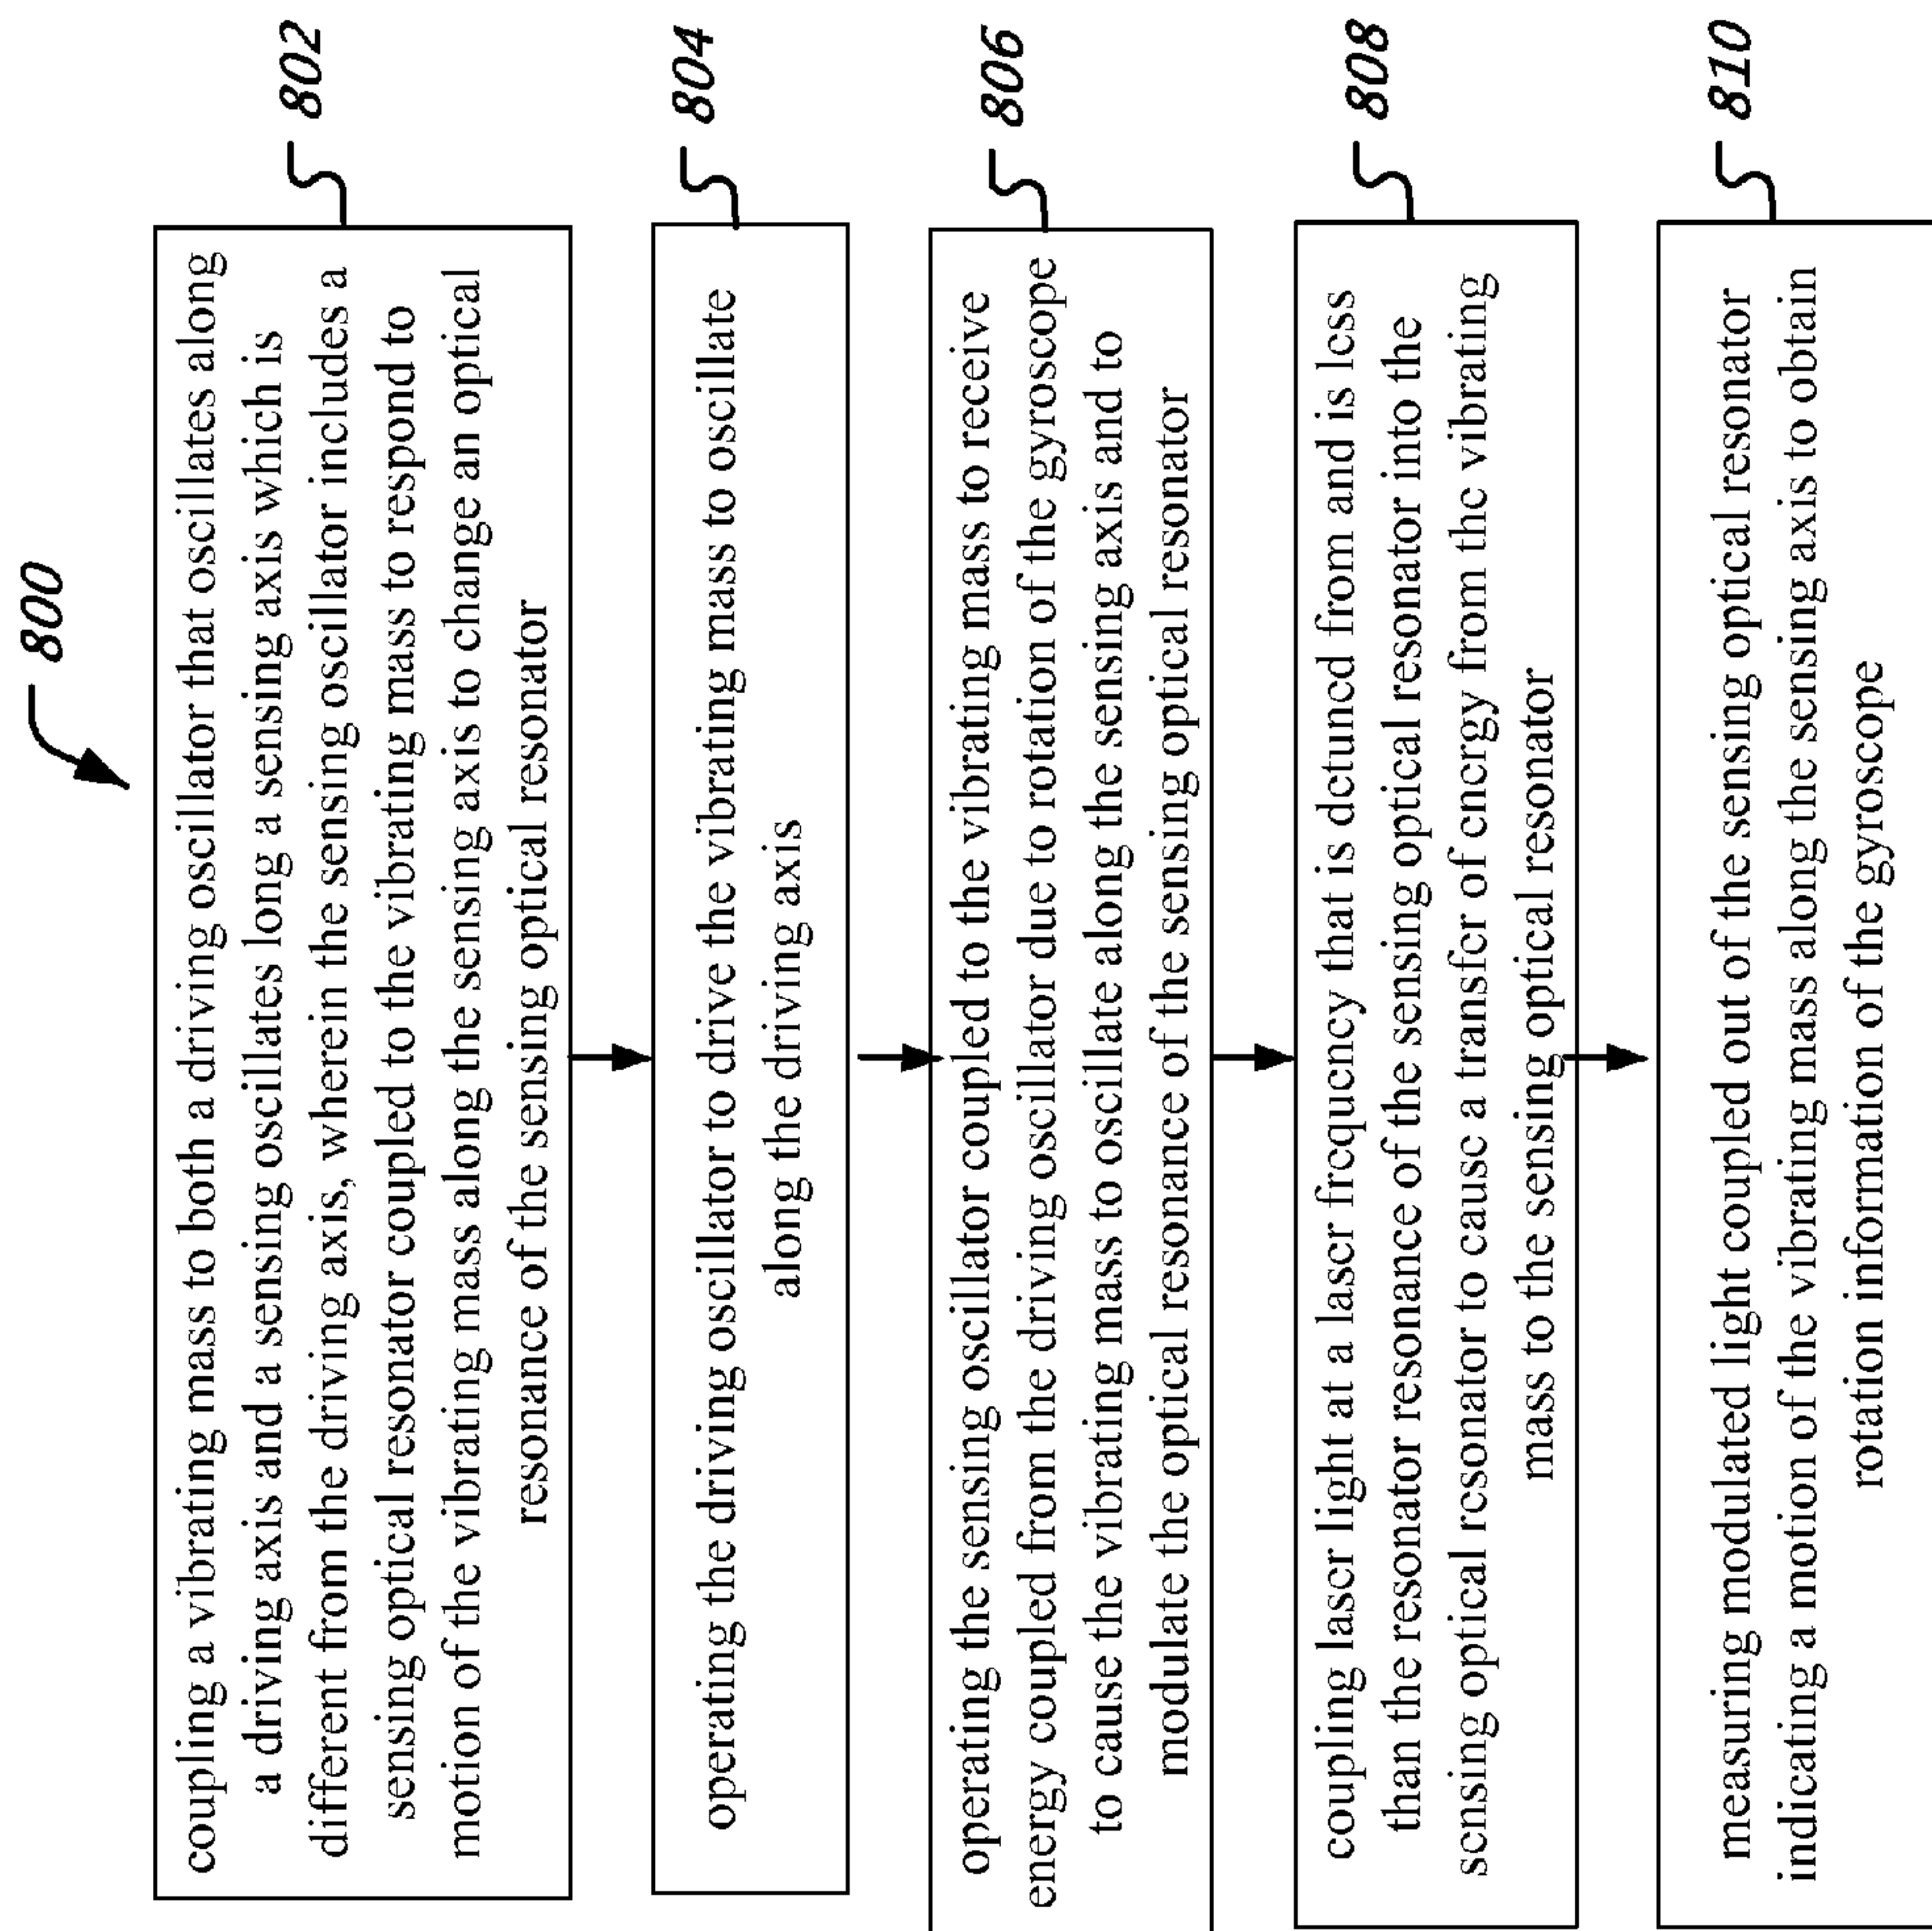 800
802
coupling a vibrating mass to both a driving oscillator that oscillates along
a driving axis and a sensing oscillates long a sensing axis which is
different from the driving axis, wherein the sensing oscillator includes a
sensing optical resonator coupled to the vibrating mass to respond to
motion of the vibrating mass along the sensing axis to change an optical
resonance of the sensing optical resonator
804
operating the driving oscillator to drive the vibrating mass to oscillate
along the driving axis
806
operating the sensing oscillator coupled to the vibrating mass to receive
energy coupled from the driving oscillator due to rotation of the gyroscope
to cause the vibrating mass to oscillate along the sensing axis and to
modulate the optical resonance of the sensing optical resonator
808
coupling laser light at a laser frequency that is detuned from and is less
than the resonator resonance of the sensing optical resonator into the
sensing optical resonator to cause a transfer of energy from the vibrating
mass to the sensing optical resonator
810
measuring modulated light coupled out of the sensing optical resonator
indicating a motion of the vibrating mass along the sensing axis to obtain
rotation information of the gyroscope